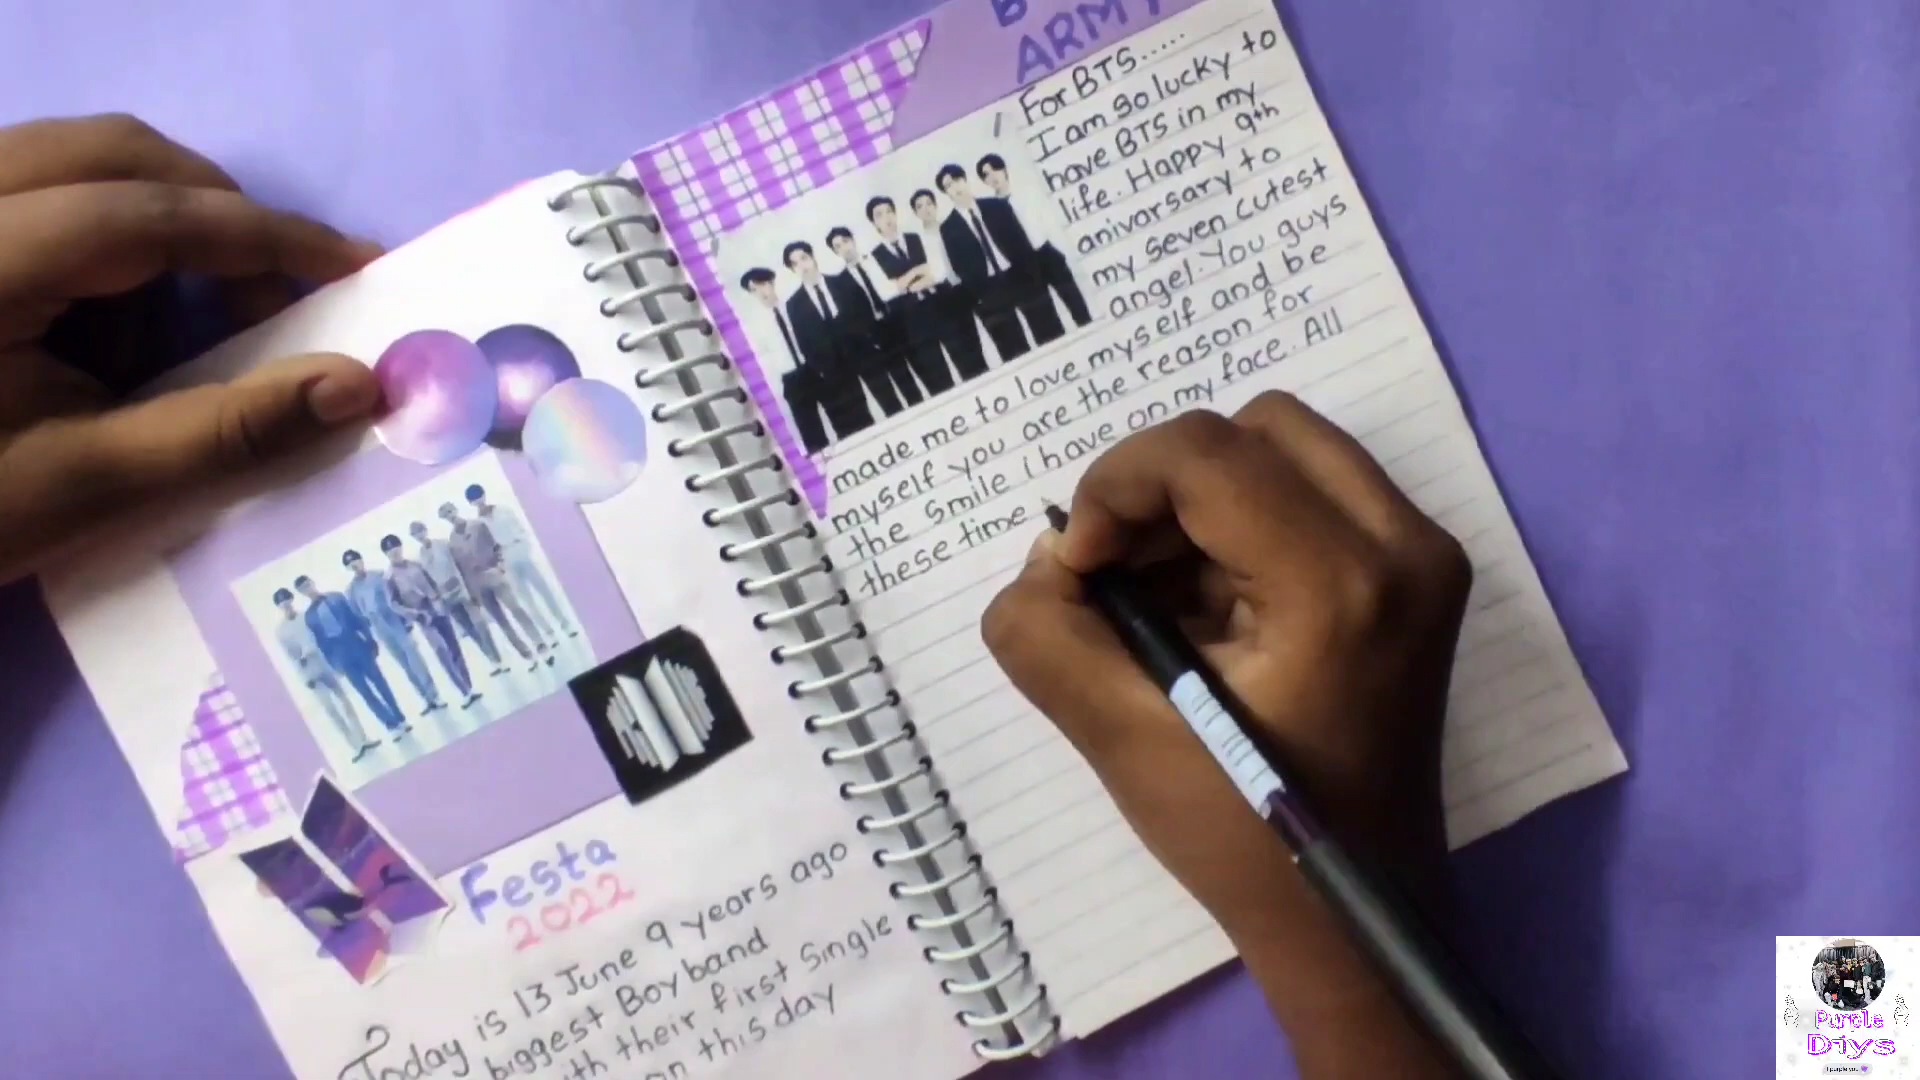 Festa
2022
Today is 13 June 9 years ago
biggest Boy band
with their first Single
on this day
B
ARMY
For BTS.....
I am so lucky to
have BTS in my
life. Happy 9th
anivarsary to
my seven cutest
angel. You guys
made me to love myself and be
myself you are the reason for
the smile i have on my face. All
these time
Purple
Diys
I purple you